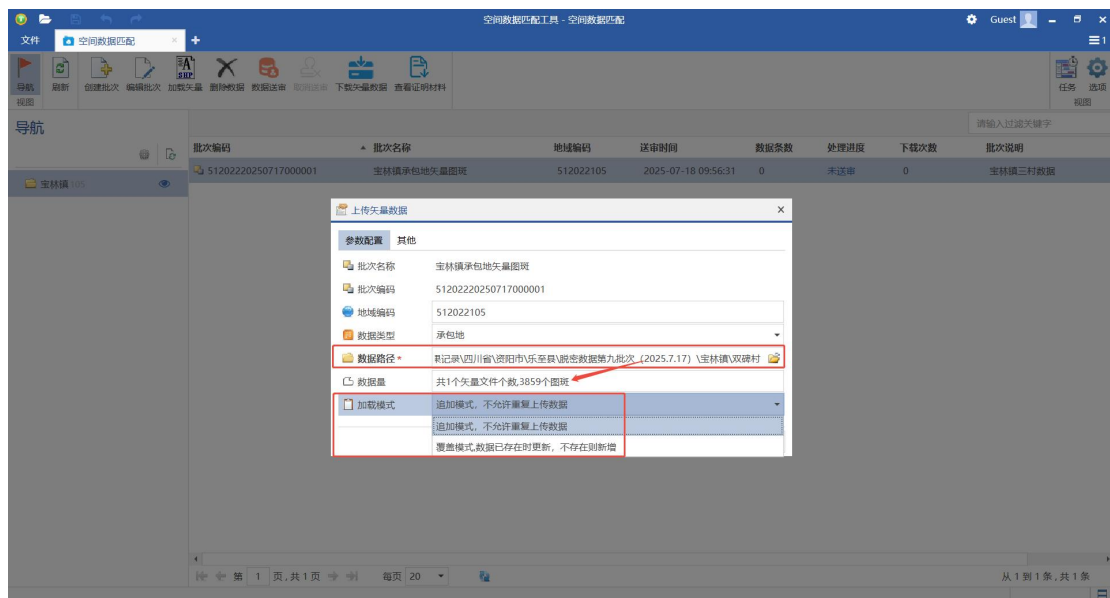 空间数据匹配工具 - 空间数据匹配
Guest
文件
空间数据匹配
1
导航
刷新
创建批次
编辑批次
加载矢量
删除数据
数据送审
取消送审
下载矢量数据
查看证明材料
任务
选项
视图
视图
导航
请输入过滤关键字
批次编码
批次名称
地域编码
送审时间
数据条数
处理进度
下载次数
批次说明
51202220250717000001
宝林镇承包地矢量图斑
512022105
2025-07-18 09:56:31
0
未送审
0
宝林镇三村数据
宝林镇 105
上传矢量数据
参数配置
其他
批次名称
宝林镇承包地矢量图斑
批次编码
51202220250717000001
地域编码
512022105
数据类型
承包地
数据路径 *
记录\四川省\资阳市\乐至县\脱密数据第九批次 (2025.7.17) \宝林镇\双碑村
数据量
共1个矢量文件个数,3859个图斑
加载模式
追加模式，不允许重复上传数据
追加模式，不允许重复上传数据
覆盖模式,数据已存在时更新，不存在则新增
第 1 页,共1页
每页 20
从1到1条,共1条